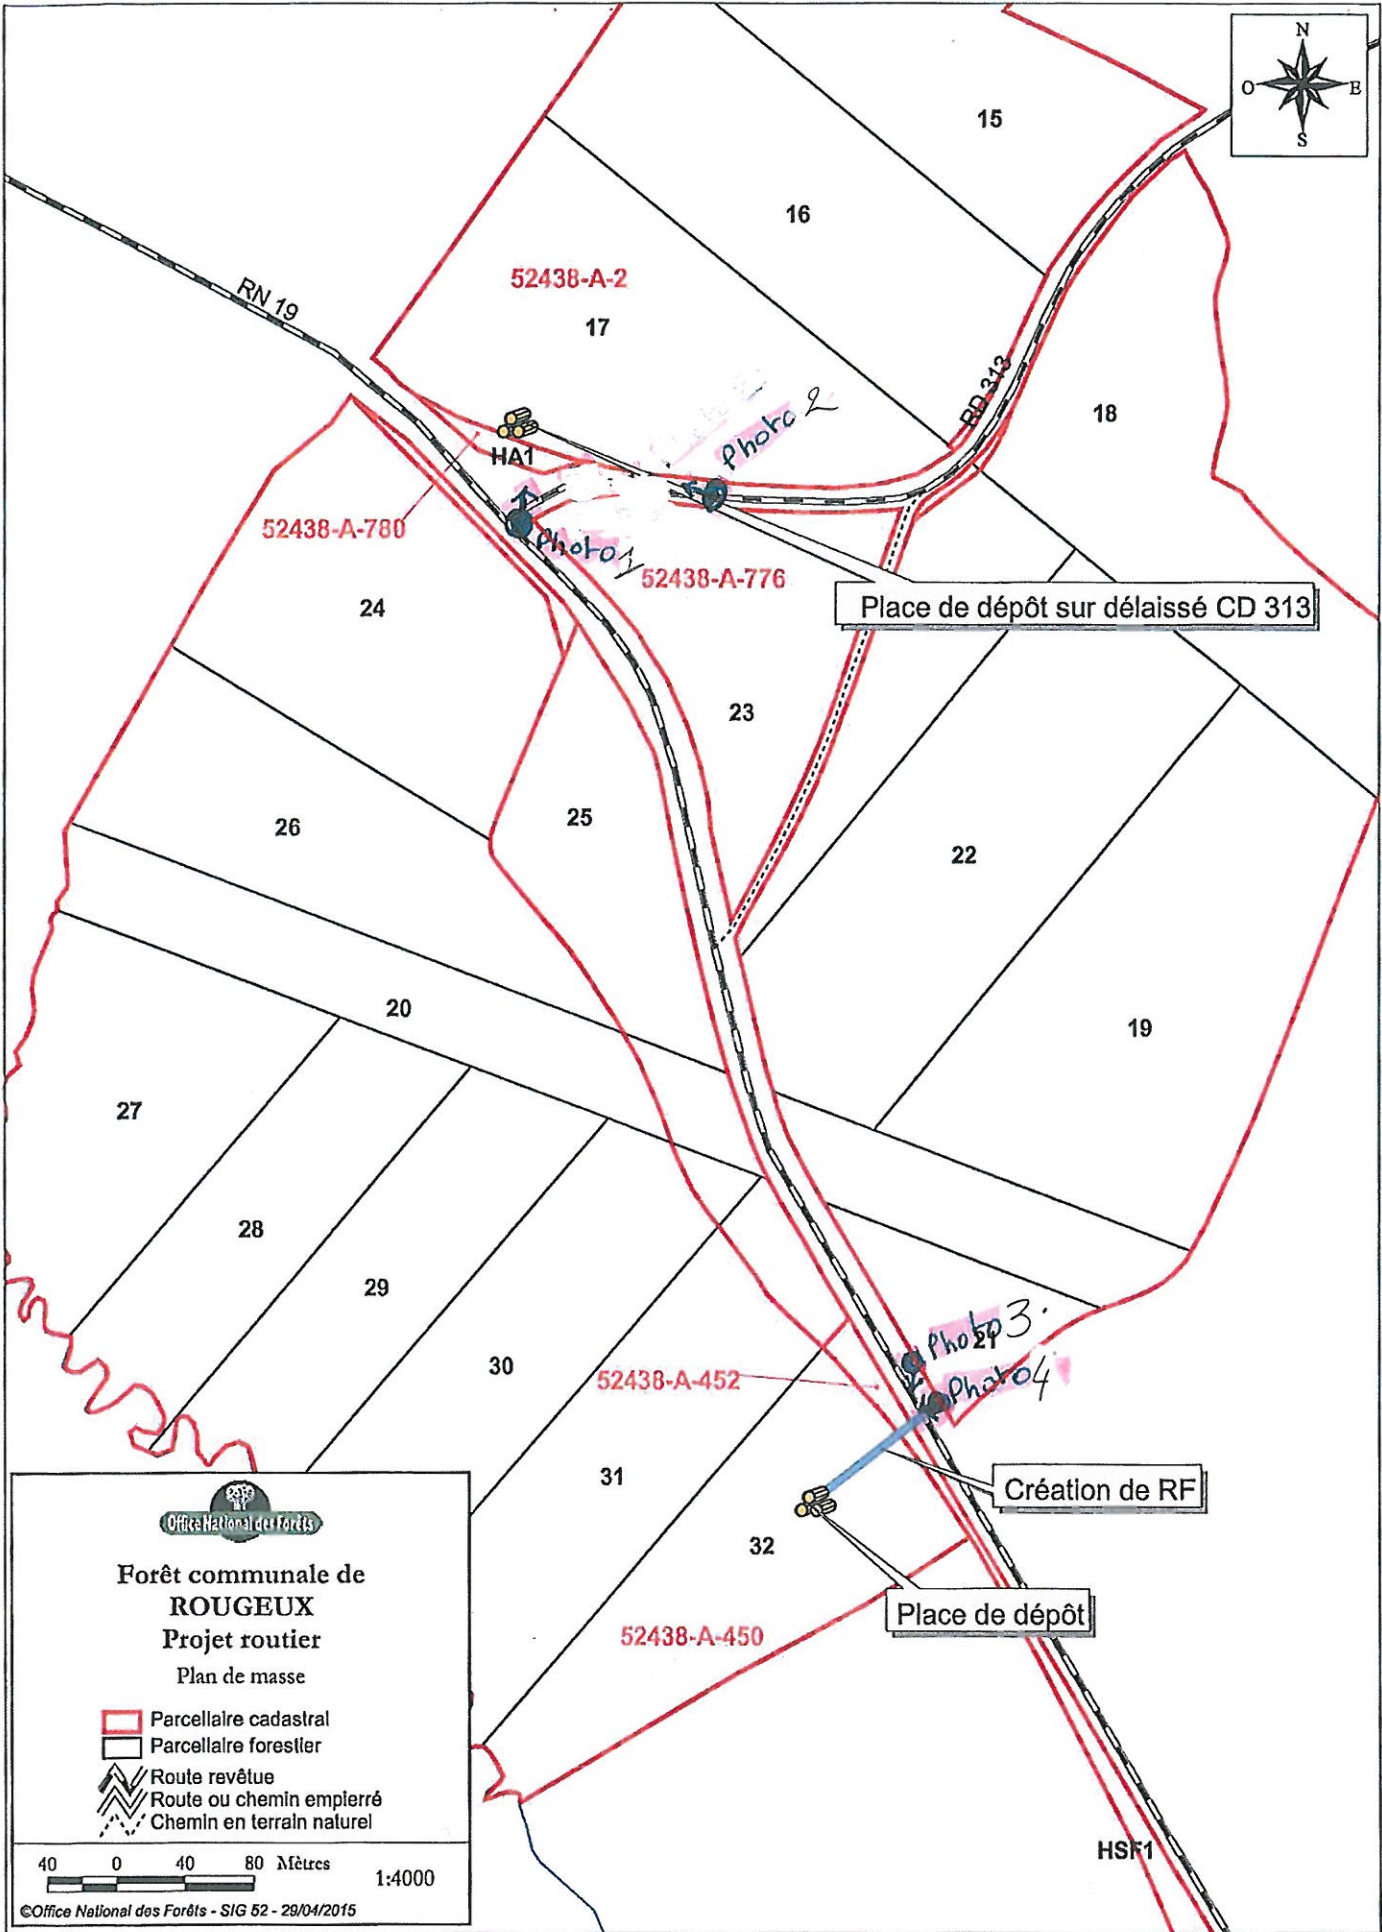 N
O E
S
15
16
52438-A-2
RN 19
17
RD 313
18
Photo 2
HA1
52438-A-780
Photo 1
52438-A-776
Place de dépôt sur délaissé CD 313
24
23
25
26
22
20
19
27
28
29
Photo 3.
21
30
52438-A-452
Photo 4
31
Création de RF
32
Place de dépôt
52438-A-450
HSF1
Office National des Forêts
Forêt communale de
ROUGEUX
Projet routier
Plan de masse
Parcellaire cadastral
Parcellaire forestier
Route revêtue
Route ou chemin empierré
Chemin en terrain naturel
40 0 40 80 Mètres
1:4000
©Office National des Forêts - SIG 52 - 29/04/2015